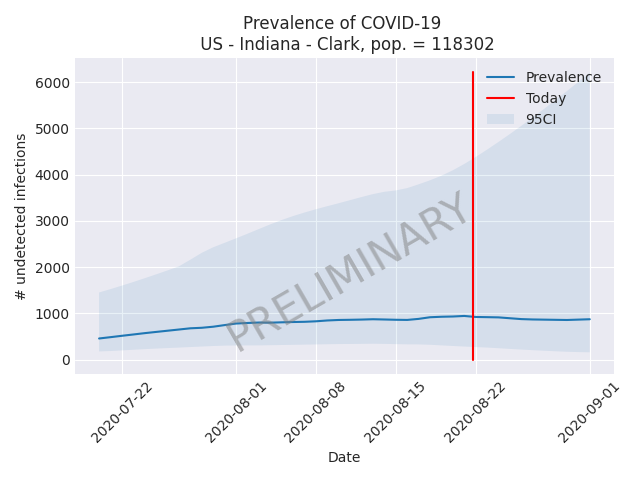 Prevalence of COVID-19
US - Indiana - Clark, pop. = 118302
Prevalence
Today
95CI
6000
5000
4000
3000
2000
1000
0
# undetected infections
PRELIMINARY
2020-07-22
2020-08-01
2020-08-08
2020-08-15
2020-08-22
2020-09-01
Date